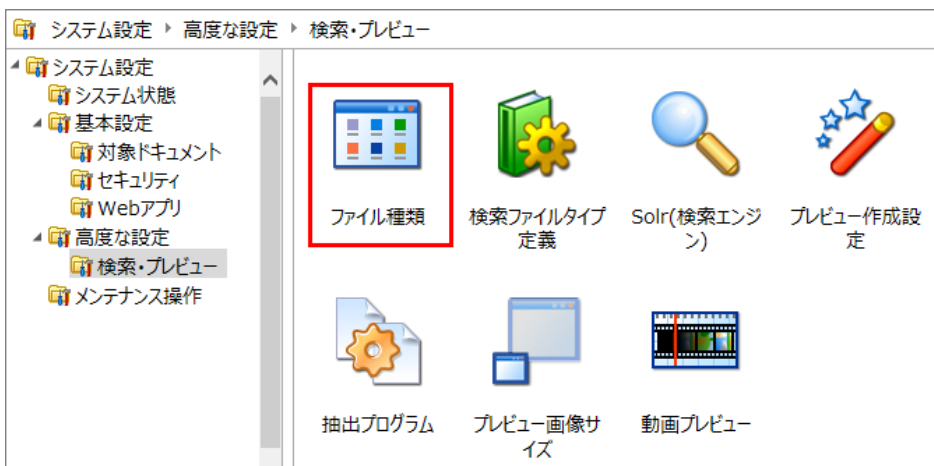 システム設定 高度な設定 検索・プレビュー
システム設定
システム状態
基本設定
対象ドキュメント
セキュリティ
Webアプリ
高度な設定
検索・プレビュー
メンテナンス操作
ファイル種類
検索ファイルタイプ
定義
Solr(検索エンジ
ン)
プレビュー作成設
定
抽出プログラム
プレビュー画像サ
イズ
動画プレビュー